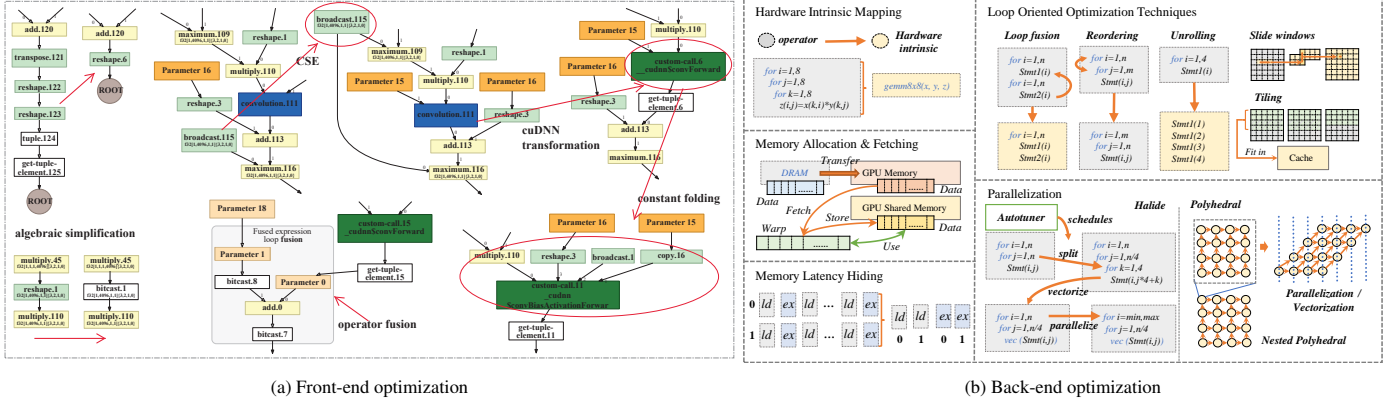 add.120
transpose.121
reshape.122
reshape.123
tuple.124
get-tuple-
element.125
ROOT
add.120
reshape.6
ROOT
algebraic simplification
multiply.45
reshape.1
multiply.110
multiply.45
bitcast.1
multiply.110
maximum.109
reshape.1
Parameter 16
multiply.110
reshape.3
convolution.111
broadcast.115
add.113
maximum.116
CSE
broadcast.115
maximum.109
reshape.1
Parameter 15
multiply.110
Parameter 16
convolution.111
reshape.3
add.113
maximum.116
cuDNN
transformation
multiply.110
Parameter 15
custom-call.6
__cudnn$convForward
Parameter 16
get-tuple-
element.6
reshape.3
add.113
maximum.116
constant folding
Parameter 18
Fused expression
loop fusion
Parameter 1
bitcast.8
Parameter 0
add.0
bitcast.7
custom-call.15
__cudnn$convForward
get-tuple-
element.15
operator fusion
Parameter 16
Parameter 15
multiply.110
reshape.3
broadcast.1
copy.16
custom-call.11
__cudnn
$convBiasActivationForwar
get-tuple-
element.11
(a) Front-end optimization
Hardware Intrinsic Mapping
operator
Hardware
intrinsic
for i=1,8
for j=1,8
for k=1,8
z(i,j)=x(k,i)*y(k,j)
gemm8x8(x, y, z)
Memory Allocation & Fetching
DRAM
Transfer
GPU Memory
......
Data
......
Data
Fetch
Store
GPU Shared Memory
......
Data
Warp
......
Use
Memory Latency Hiding
0 ld ex ld ... ld ex
1 ld ex ld ... ld ex
ld ld ex ex
0 1 0 1
Loop Oriented Optimization Techniques
Loop fusion
for i=1,n
Stmt1(i)
for i=1,n
Stmt2(i)
for i=1,n
Stmt1(i)
Stmt2(i)
Reordering
for i=1,n
for j=1,m
Stmt(i,j)
for j=1,m
for i=1,n
Stmt(i,j)
Unrolling
for i=1,4
Stmt1(i)
Stmt1(1)
Stmt1(2)
Stmt1(3)
Stmt1(4)
Slide windows
Tiling
Fit in
Cache
Parallelization
Autotuner
schedules
Halide
for i=1,n
for j=1,n
Stmt(i,j)
split
for i=1,n
for j=1,n/4
for k=1,4
Stmt(i,j*4+k)
vectorize
for i=1,n
for j=1,n/4
vec (Stmt(i,j))
parallelize
for i=min,max
for j=1,n/4
vec (Stmt(i,j))
Polyhedral
Parallelization /
Vectorization
Nested Polyhedral
(b) Back-end optimization